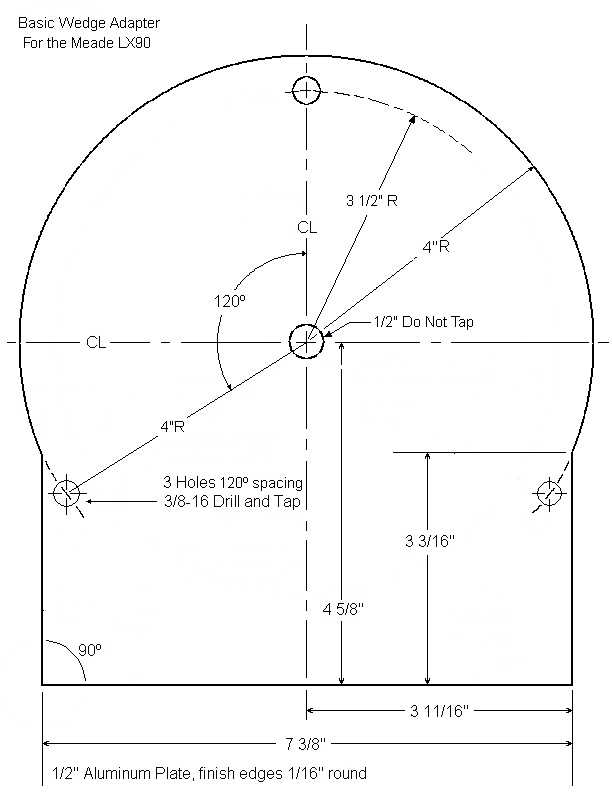 Basic Wedge Adapter
For the Meade LX90
3 1/2" R
CL
4"R
120º
1/2" Do Not Tap
CL
4"R
3 Holes 120º spacing
3/8-16 Drill and Tap
3 3/16"
4 5/8"
90º
3 11/16"
7 3/8"
1/2" Aluminum Plate, finish edges 1/16" round